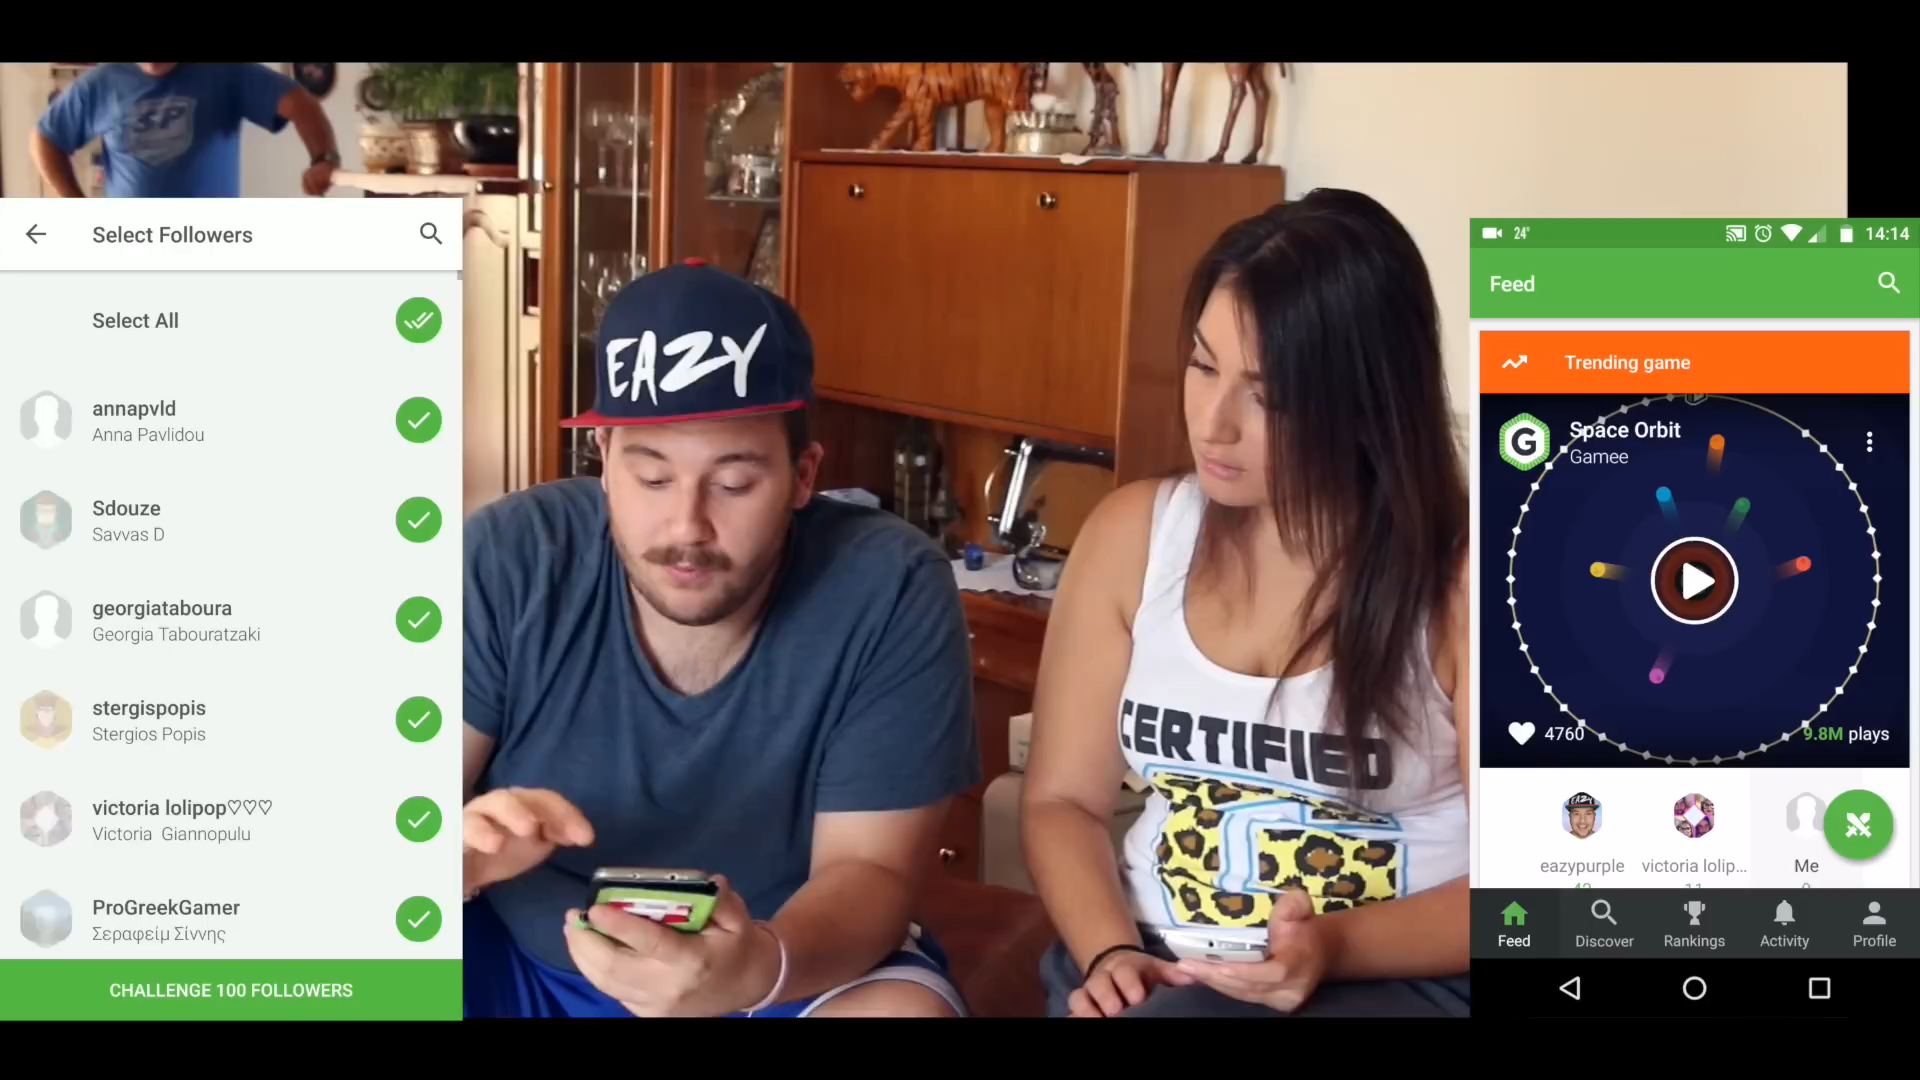 SP
Select Followers
Select All
annapvld
Anna Pavlidou
Sdouze
Savvas D
georgiataboura
Georgia Tabouratzaki
stergispopis
Stergios Popis
victoria lolipop♡♡♡
Victoria Giannopulu
ProGreekGamer
Σεραφείμ Σίννης
CHALLENGE 100 FOLLOWERS
EAZY
CERTIFIED
24°
14:14
Feed
Trending game
G
Space Orbit
Gamee
4760
9.8M plays
eazypurple
victoria lolip...
Me
Feed
Discover
Rankings
Activity
Profile